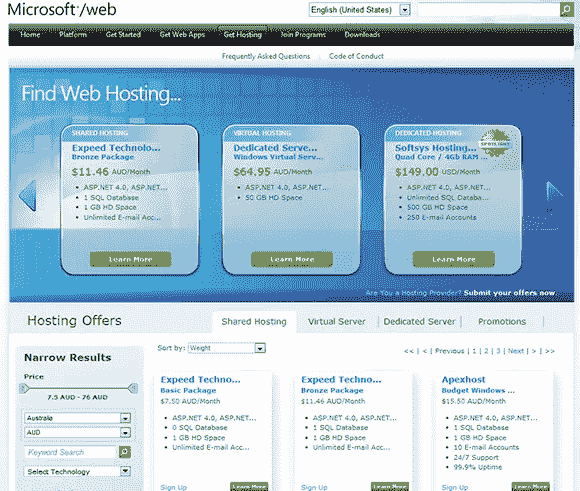 Microsoft /web
English (United States)
Home Platform Get Started Get Web Apps Get Hosting Join Programs Downloads
Frequently Asked Questions | Code of Conduct
Find Web Hosting...
SHARED HOSTING
Expeed Technolo...
Bronze Package
$11.46 AUD/Month
• ASP.NET 4.0, ASP.NET...
• 1 SQL Database
• 1 GB HD Space
• Unlimited E-mail Acc...
Learn More
VIRTUAL HOSTING
Dedicated Serve...
Windows Virtual Serv...
$64.95 AUD/Month
• ASP.NET 4.0, ASP.NET...
• 50 GB HD Space
Learn More
DEDICATED HOSTING
SPOTLIGHT
Softsys Hosting...
Quad Core / 4Gb RAM ...
$149.00 AUD/Month
• ASP.NET 4.0, ASP.NET...
• Unlimited SQL Databa...
• 500 GB HD Space
• 250 E-mail Accounts
Learn More
Are You a Hosting Provider? Submit your offers now.
Hosting Offers
Shared Hosting Virtual Server Dedicated Server Promotions
Narrow Results
Price
7.5 AUD - 76 AUD
Australia
AUD
Keyword Search
Select Technology
Sort by: Weight
<< | < | Previous | 1 | 2 | 3 | Next | > | >>
Expeed Techno...
Basic Package
$7.50 AUD/Month
• ASP.NET 4.0, ASP.NET...
• 0 SQL Database
• 1 GB HD Space
• Unlimited E-mail Acc...
Sign Up Learn More
Expeed Techno...
Bronze Package
$11.46 AUD/Month
• ASP.NET 4.0, ASP.NET...
• 1 SQL Database
• 1 GB HD Space
• Unlimited E-mail Acc...
Sign Up Learn More
Apexhost
Budget Windows ...
$15.50 AUD/Month
• ASP.NET 4.0, ASP.NET...
• 1 SQL Database
• 1 GB HD Space
• 10 E-mail Accounts
• 24/7 Support
• 99.9% Uptime
Sign Up Learn More